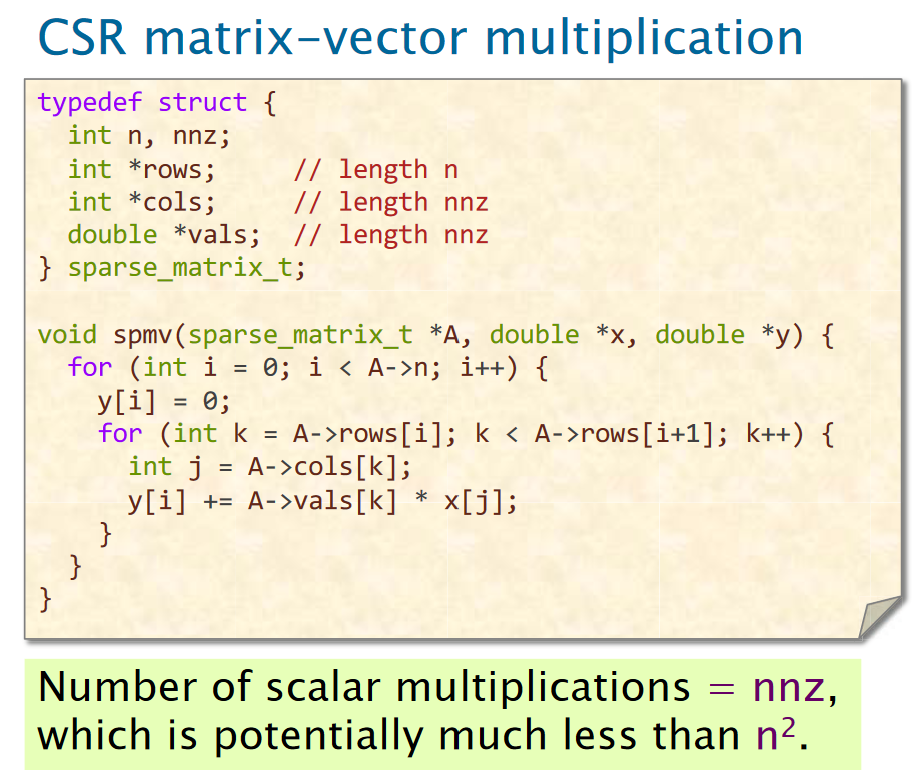 CSR matrix-vector multiplication
typedef struct {
  int n, nnz;
  int *rows;     // length n
  int *cols;     // length nnz
  double *vals;  // length nnz
} sparse_matrix_t;

void spmv(sparse_matrix_t *A, double *x, double *y) {
  for (int i = 0; i < A->n; i++) {
    y[i] = 0;
    for (int k = A->rows[i]; k < A->rows[i+1]; k++) {
      int j = A->cols[k];
      y[i] += A->vals[k] * x[j];
    }
  }
}
Number of scalar multiplications = nnz,
which is potentially much less than n².